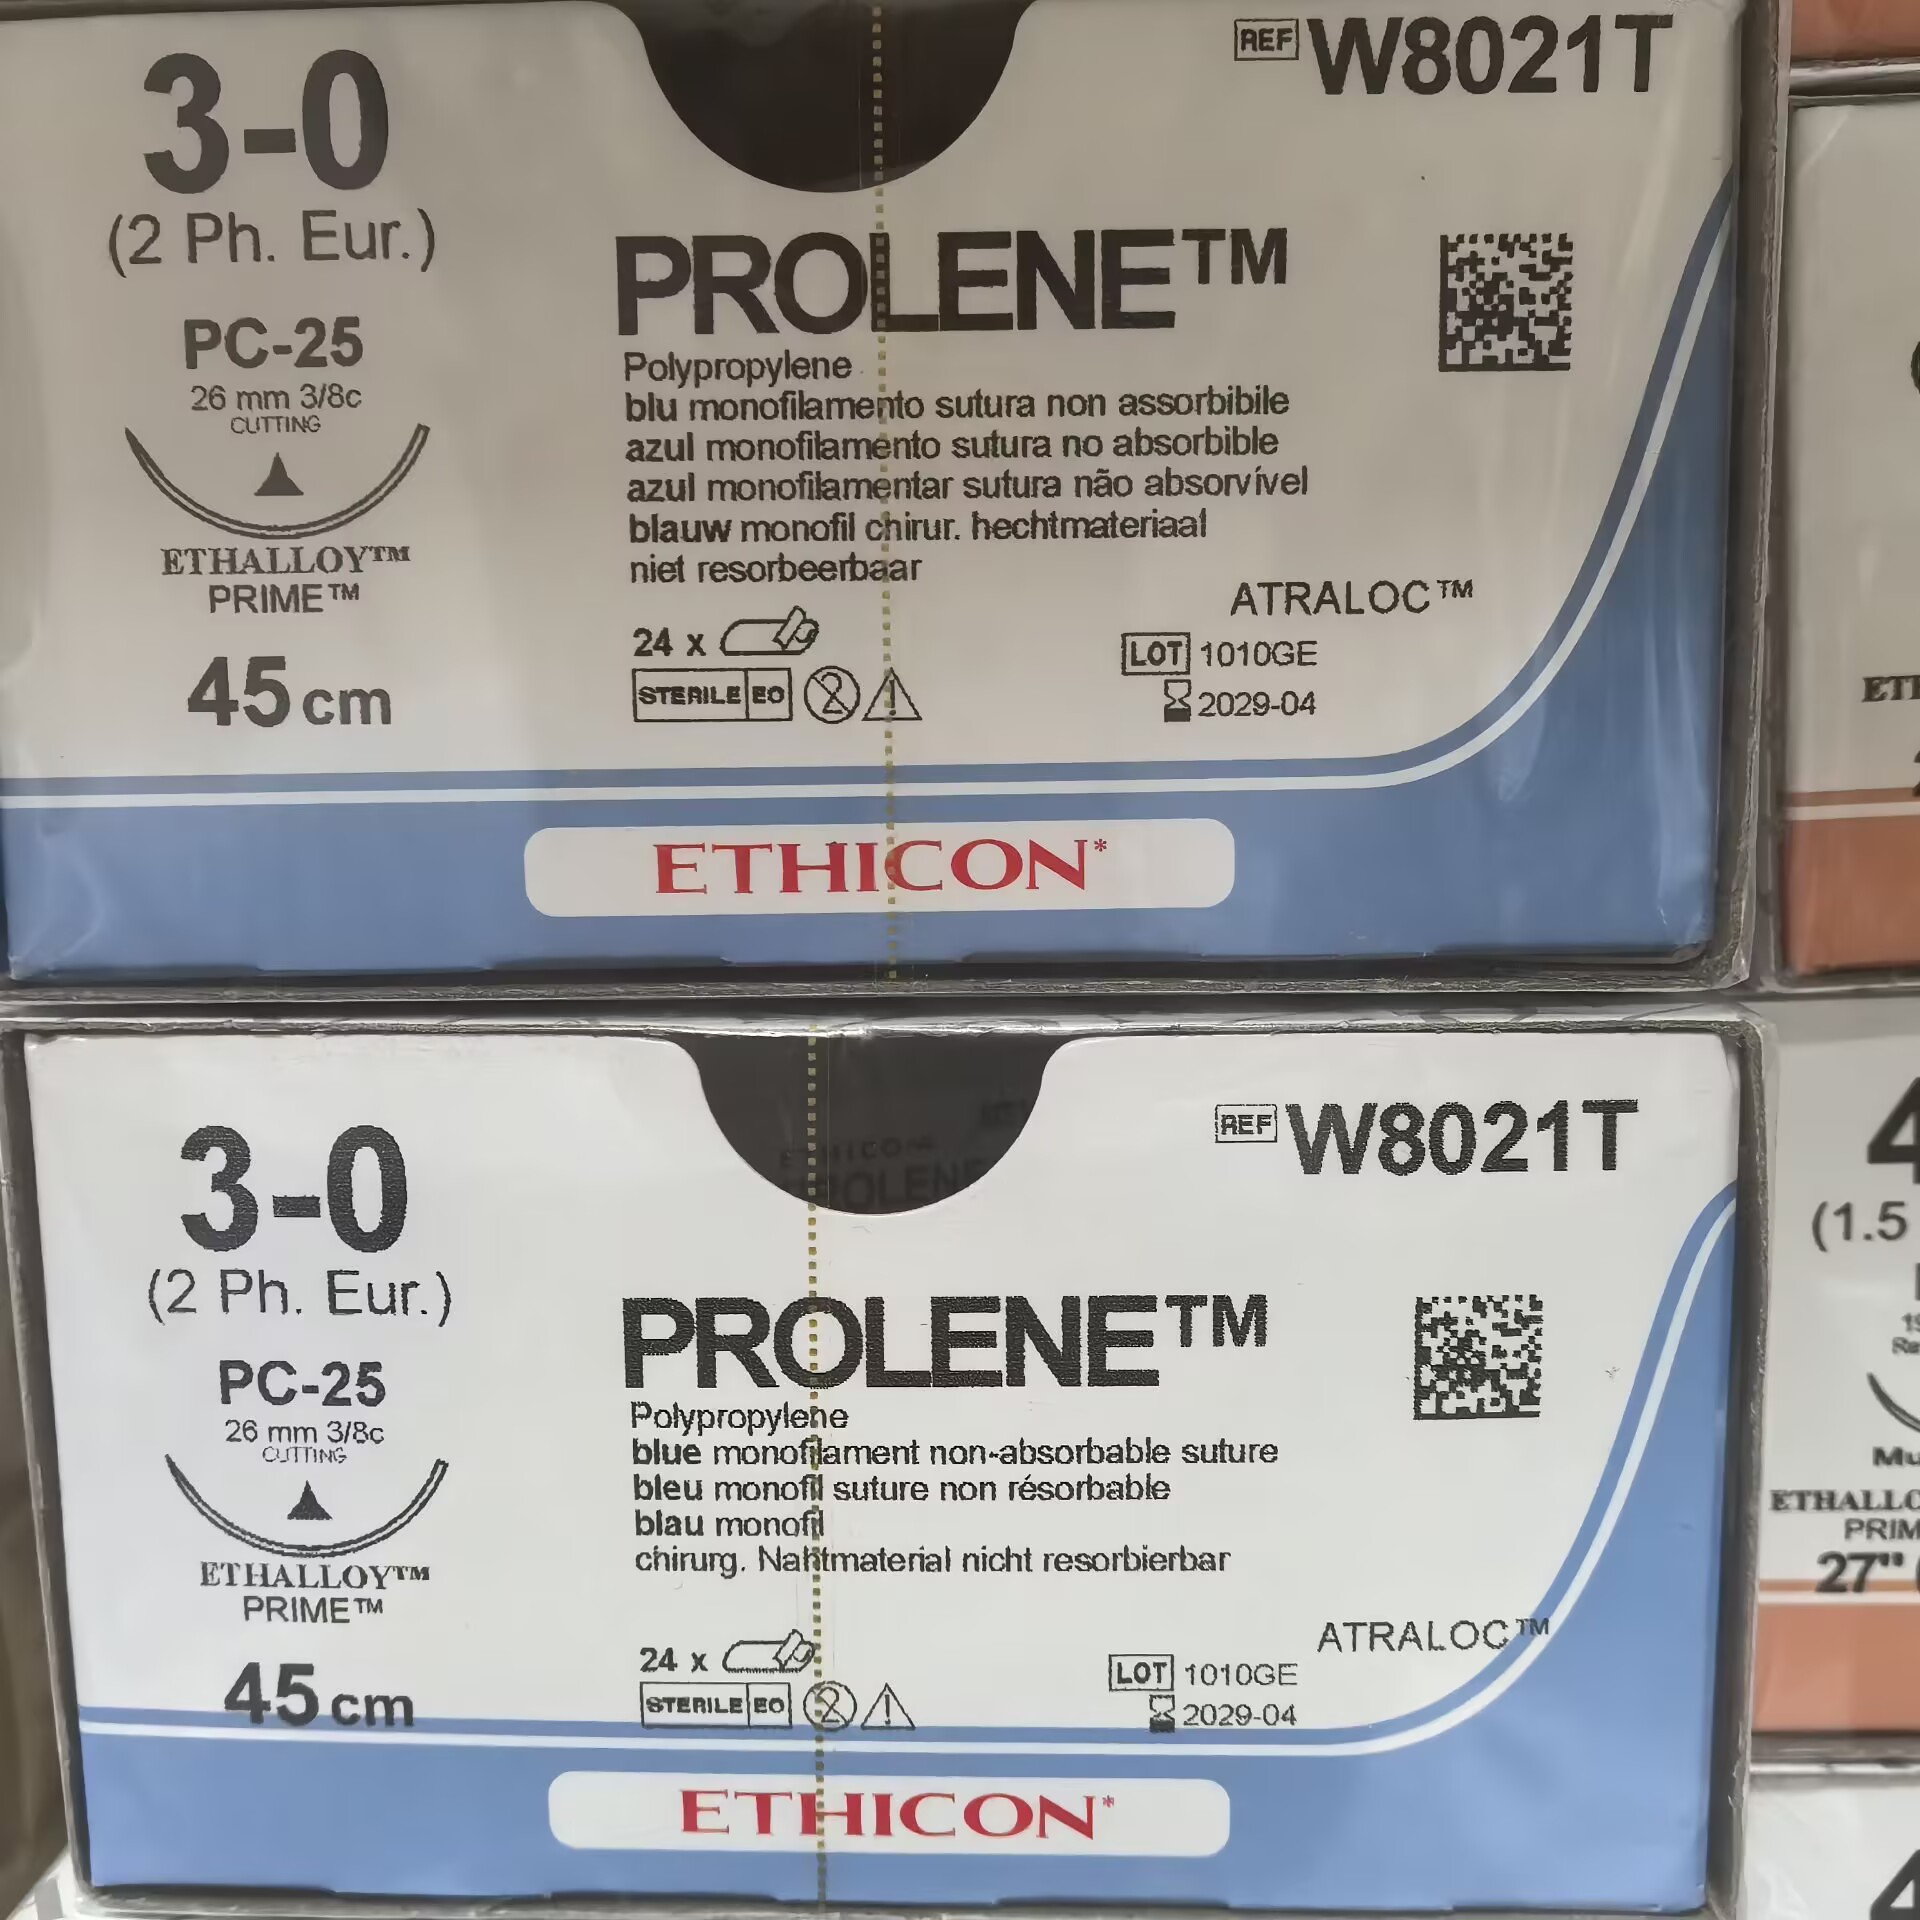 REF W8021T
3-0
(2 Ph. Eur.)
PC-25
26 mm 3/8c
CUTTING
ETHALLOY™
PRIME™
45 cm
PROLENE™
Polypropylene
blu monofilamento sutura non assorbibile
azul monofilamento sutura no absorbible
azul monofilamentar sutura não absorvível
blauw monofil chirur. hechtmateriaal
niet resorbeerbaar
24 x
STERILE EO
2
ATRALOC™
LOT 1010GE
2029-04
ETHICON*
REF W8021T
3-0
(2 Ph. Eur.)
PC-25
26 mm 3/8c
CUTTING
ETHALLOY™
PRIME™
45 cm
PROLENE™
Polypropylene
blue monofilament non-absorbable suture
bleu monofil suture non résorbable
blau monofil
chirurg. Nahtmaterial nicht resorbierbar
24 x
STERILE EO
2
ATRALOC™
LOT 1010GE
2029-04
ETHICON*
ETHICON
PROLENE
(1.5
27"